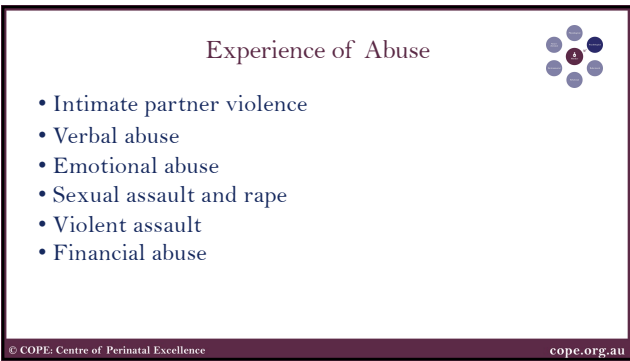 Experience of Abuse
• Intimate partner violence
• Verbal abuse
• Emotional abuse
• Sexual assault and rape
• Violent assault
• Financial abuse
© COPE: Centre of Perinatal Excellence
cope.org.au